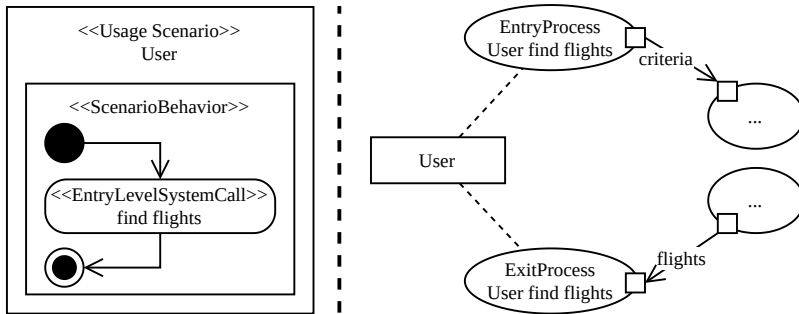 <<Usage Scenario>>
User
<<ScenarioBehavior>>
<<EntryLevelSystemCall>>
find flights
EntryProcess
User find flights
criteria
...
User
...
flights
ExitProcess
User find flights